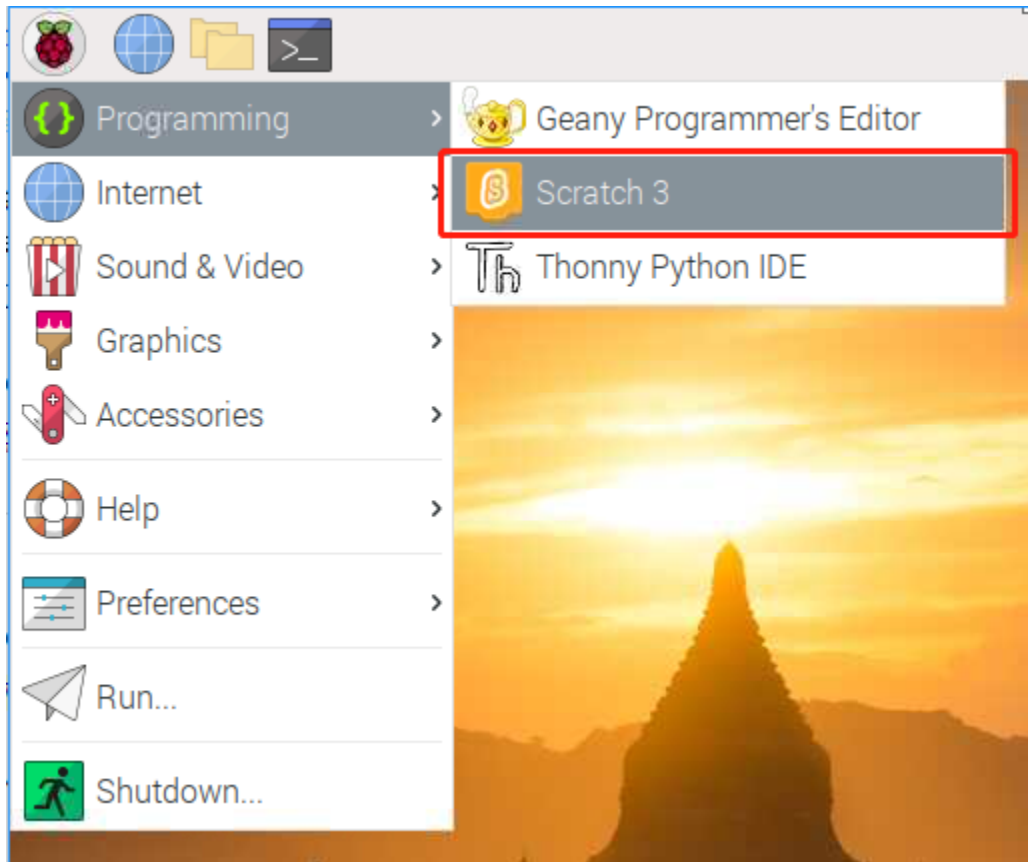 Programming
Geany Programmer's Editor
Internet
Scratch 3
Sound & Video
Thonny Python IDE
Graphics
Accessories
Help
Preferences
Run...
Shutdown...